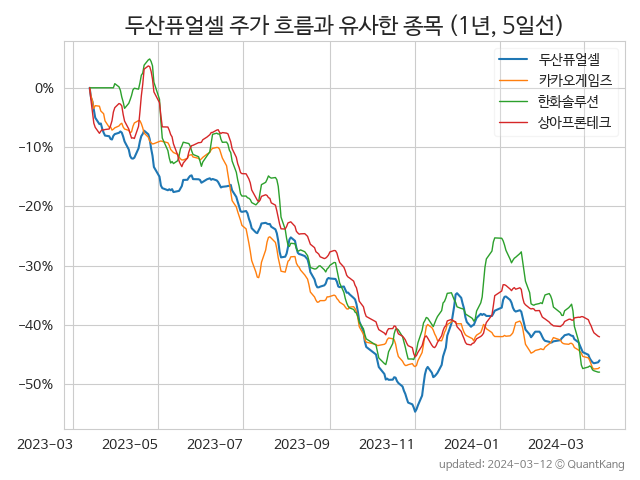 두산퓨얼셀 주가 흐름과 유사한 종목 (1년, 5일선)
두산퓨얼셀
카카오게임즈
한화솔루션
상아프론테크
0%
−10%
−20%
−30%
−40%
−50%
2023-03
2023-05
2023-07
2023-09
2023-11
2024-01
2024-03
updated: 2024-03-12 © QuantKang